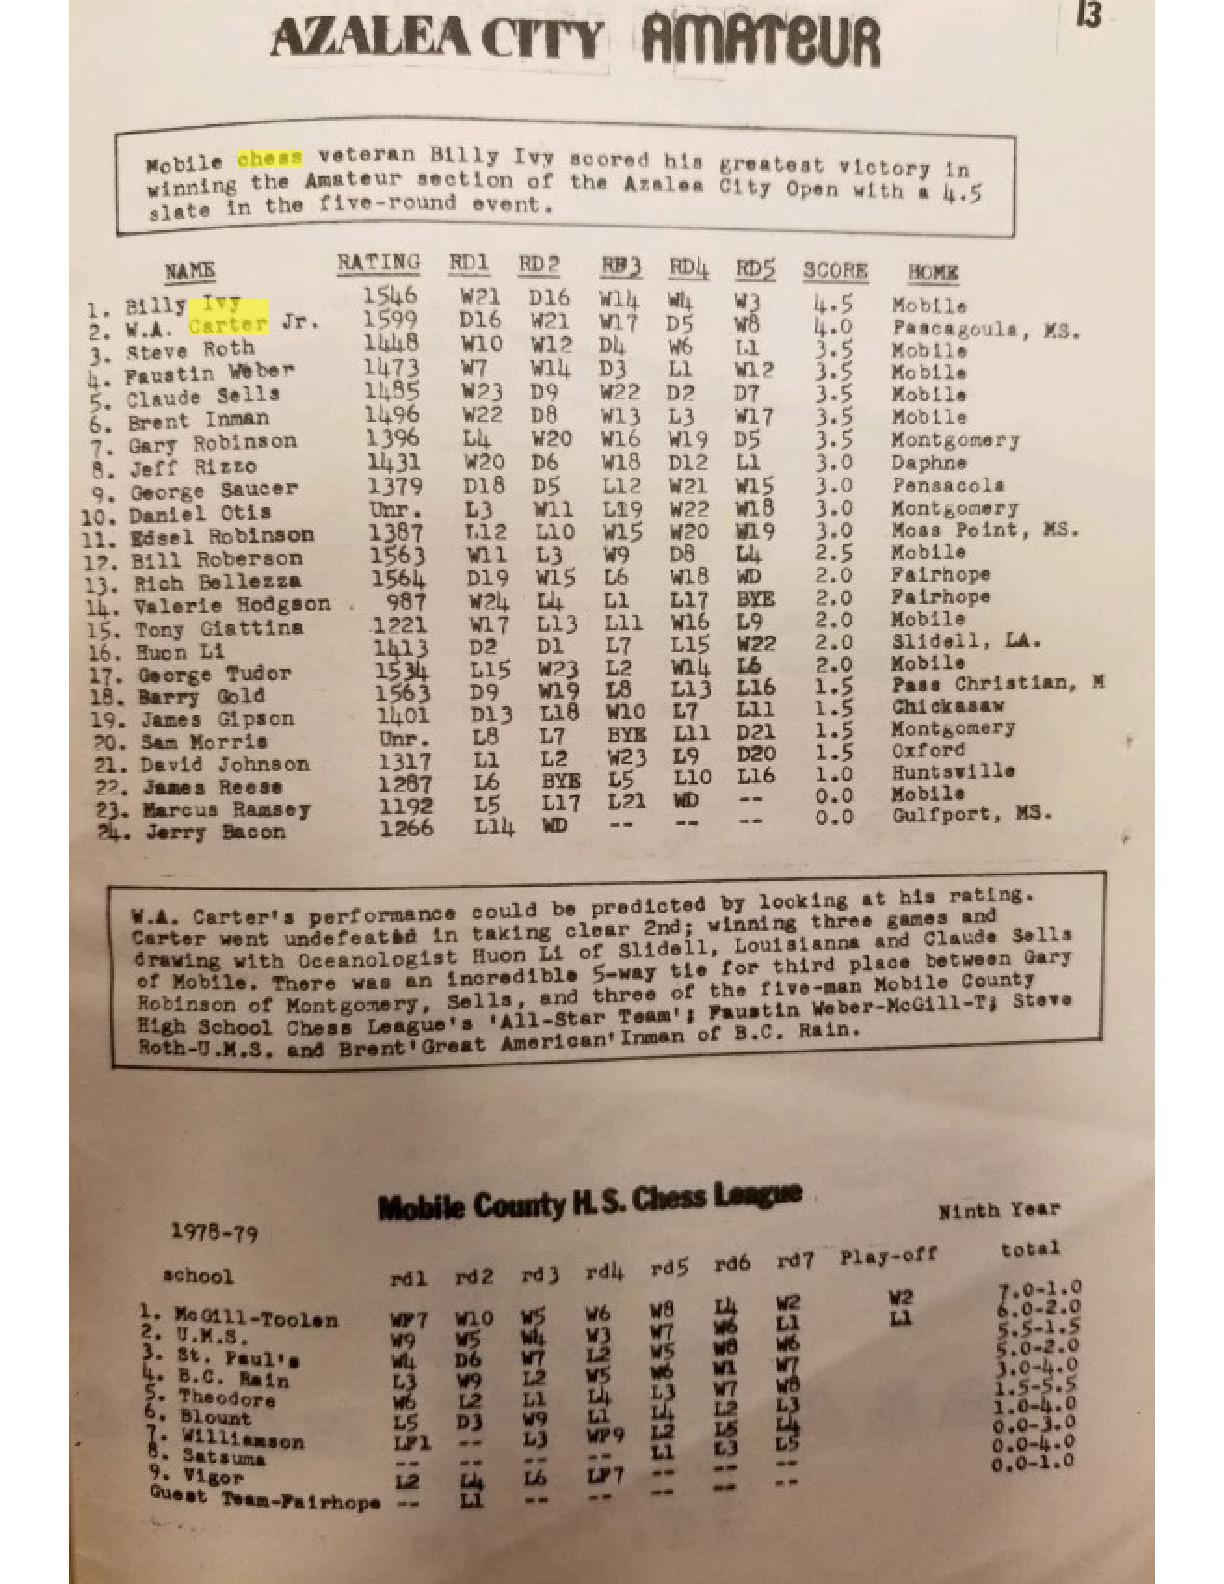 13
AZALEA CITY AMATEUR
Mobile chess veteran Billy Ivy scored his greatest victory in
winning the Amateur section of the Azalea City Open with a 4.5
slate in the five-round event.
NAME RATING RD1 RD2 RD3 RD4 RD5 SCORE HOME
1. Billy Ivy 1546 W21 D16 W14 W4 W3 4.5 Mobile
2. W.A. Carter Jr. 1599 D16 W21 W17 D5 W8 4.0 Pascagoula, MS.
3. Steve Roth 1448 W10 W12 D4 W6 L1 3.5 Mobile
4. Faustin Weber 1473 W7 W14 D3 L1 W12 3.5 Mobile
5. Claude Sells 1485 W23 D9 W22 D2 D7 3.5 Mobile
6. Brent Inman 1496 W22 D8 W13 L3 W17 3.5 Mobile
7. Gary Robinson 1396 L4 W20 W16 W19 D5 3.5 Montgomery
8. Jeff Rizzo 1431 W20 D6 W18 D12 L1 3.0 Daphne
9. George Saucer 1379 D18 D5 L12 W21 W15 3.0 Pensacola
10. Daniel Otis Unr. L3 W11 L19 W22 W18 3.0 Montgomery
11. Edsel Robinson 1387 L12 L10 W15 W20 W19 3.0 Moss Point, MS.
12. Bill Roberson 1563 W11 L3 W9 D8 L4 2.5 Mobile
13. Rich Bellezza 1564 D19 W15 L6 W18 WD 2.0 Fairhope
14. Valerie Hodgson 987 W24 L4 L1 L17 BYE 2.0 Fairhope
15. Tony Giattina 1221 W17 L13 L11 W16 L9 2.0 Mobile
16. Huon Li 1413 D2 D1 L7 L15 W22 2.0 Slidell, LA.
17. George Tudor 1534 L15 W23 L2 W14 L6 2.0 Mobile
18. Barry Gold 1563 D9 W19 L8 L13 L16 1.5 Pass Christian, M
19. James Gipson 1401 D13 L18 W10 L7 L11 1.5 Chickasaw
20. Sam Morris Unr. L8 L7 BYE L11 D21 1.5 Montgomery
21. David Johnson 1317 L1 L2 W23 L9 D20 1.5 Oxford
22. James Reese 1287 L6 BYE L5 L10 L16 1.0 Huntsville
23. Marcus Ramsey 1192 L5 L17 L21 WD -- 0.0 Mobile
24. Jerry Bacon 1266 L14 WD -- -- -- 0.0 Gulfport, MS.
W.A. Carter's performance could be predicted by looking at his rating.
Carter went undefeated in taking clear 2nd; winning three games and
drawing with Oceanologist Huon Li of Slidell, Louisianna and Claude Sells
of Mobile. There was an incredible 5-way tie for third place between Gary
Robinson of Montgomery, Sells, and three of the five-man Mobile County
High School Chess League's 'All-Star Team'; Faustin Weber-McGill-T; Steve
Roth-U.M.S. and Brent'Great American'Inman of B.C. Rain.
Mobile County H.S. Chess League
1978-79 Ninth Year
school rd1 rd2 rd3 rd4 rd5 rd6 rd7 Play-off total
1. McGill-Toolen WF7 W10 W5 W6 W8 L4 W2 W2 7.0-1.0
2. U.M.S. W9 W5 W4 W3 W7 W6 L1 L1 6.0-2.0
3. St. Paul's W4 D6 W7 L2 W5 W8 W6 5.5-1.5
4. B.C. Rain L3 W9 L2 W5 W6 W1 W7 5.0-2.0
5. Theodore W6 L2 L1 L4 L3 W7 W8 3.0-4.0
6. Blount L5 D3 W9 L1 L4 L2 L3 1.5-5.5
7. Williamson LF1 -- L3 WF9 L2 L5 L4 1.0-4.0
8. Satsuma -- -- -- -- L1 L3 L5 0.0-3.0
9. Vigor L2 L4 L6 LF7 -- -- -- 0.0-4.0
Guest Team-Fairhope -- L1 -- -- -- -- -- 0.0-1.0